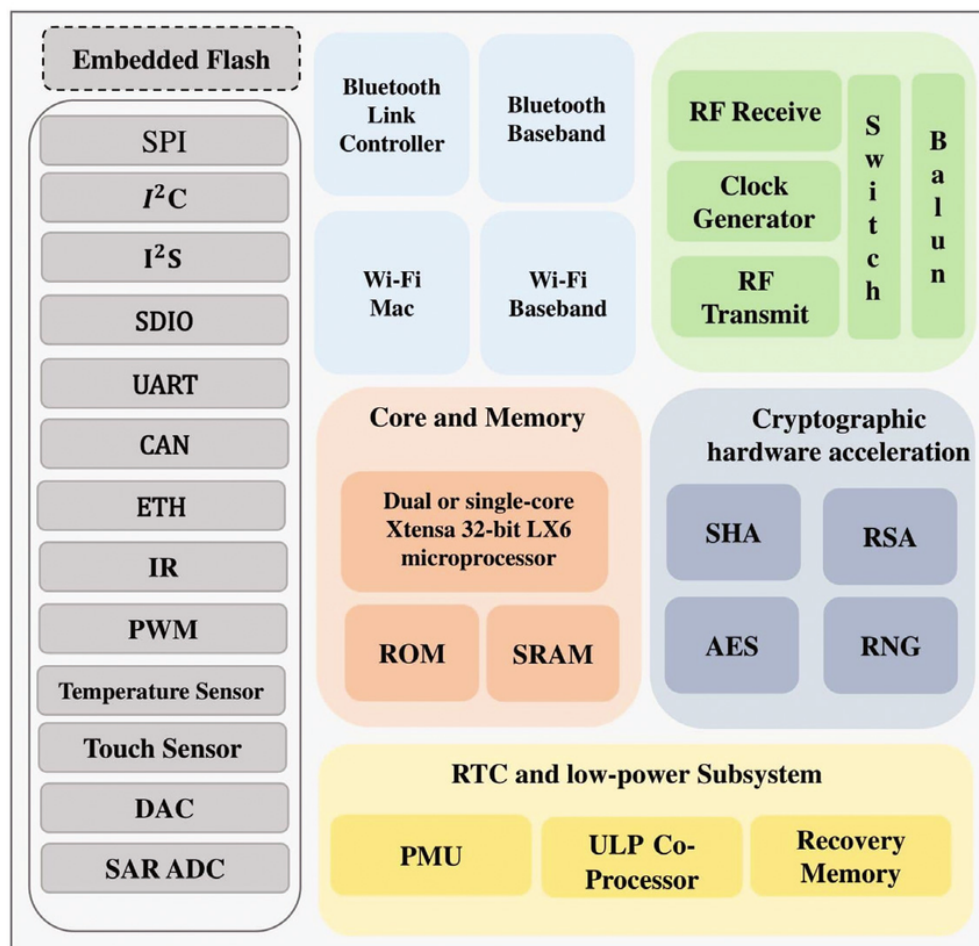 Embedded Flash
SPI
I²C
I²S
SDIO
UART
CAN
ETH
IR
PWM
Temperature Sensor
Touch Sensor
DAC
SAR ADC
Bluetooth
Link
Controller
Bluetooth
Baseband
Wi-Fi
Mac
Wi-Fi
Baseband
RF Receive
Clock
Generator
RF
Transmit
Switch
Balun
Core and Memory
Dual or single-core
Xtensa 32-bit LX6
microprocessor
ROM
SRAM
Cryptographic
hardware acceleration
SHA
RSA
AES
RNG
RTC and low-power Subsystem
PMU
ULP Co-
Processor
Recovery
Memory